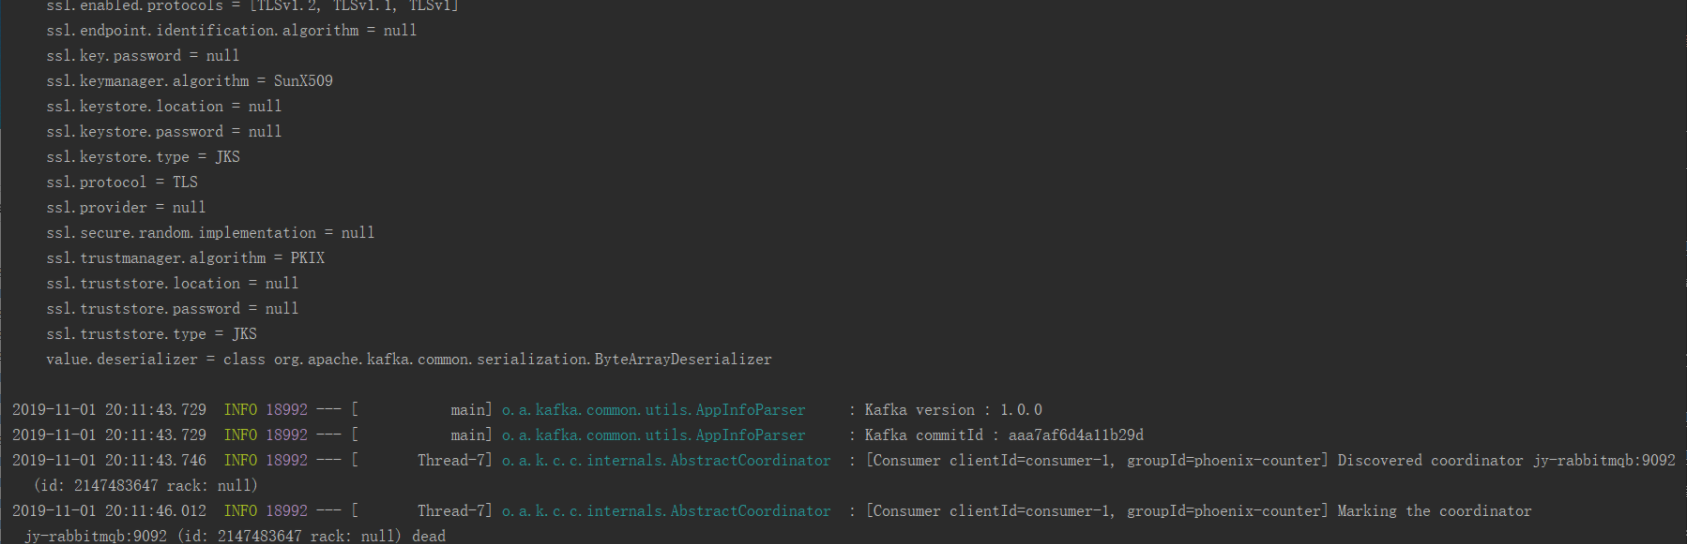 ssl.enabled.protocols = [TLSv1.2, TLSv1.1, TLSv1]
ssl.endpoint.identification.algorithm = null
ssl.key.password = null
ssl.keymanager.algorithm = SunX509
ssl.keystore.location = null
ssl.keystore.password = null
ssl.keystore.type = JKS
ssl.protocol = TLS
ssl.provider = null
ssl.secure.random.implementation = null
ssl.trustmanager.algorithm = PKIX
ssl.truststore.location = null
ssl.truststore.password = null
ssl.truststore.type = JKS
value.deserializer = class org.apache.kafka.common.serialization.ByteArrayDeserializer
2019-11-01 20:11:43.729 INFO 18992 --- [ main] o.a.kafka.common.utils.AppInfoParser : Kafka version : 1.0.0
2019-11-01 20:11:43.729 INFO 18992 --- [ main] o.a.kafka.common.utils.AppInfoParser : Kafka commitId : aaa7af6d4a11b29d
2019-11-01 20:11:43.746 INFO 18992 --- [ Thread-7] o.a.k.c.c.internals.AbstractCoordinator : [Consumer clientId=consumer-1, groupId=phoenix-counter] Discovered coordinator jy-rabbitmqb:9092
(id: 2147483647 rack: null)
2019-11-01 20:11:46.012 INFO 18992 --- [ Thread-7] o.a.k.c.c.internals.AbstractCoordinator : [Consumer clientId=consumer-1, groupId=phoenix-counter] Marking the coordinator
jy-rabbitmqb:9092 (id: 2147483647 rack: null) dead